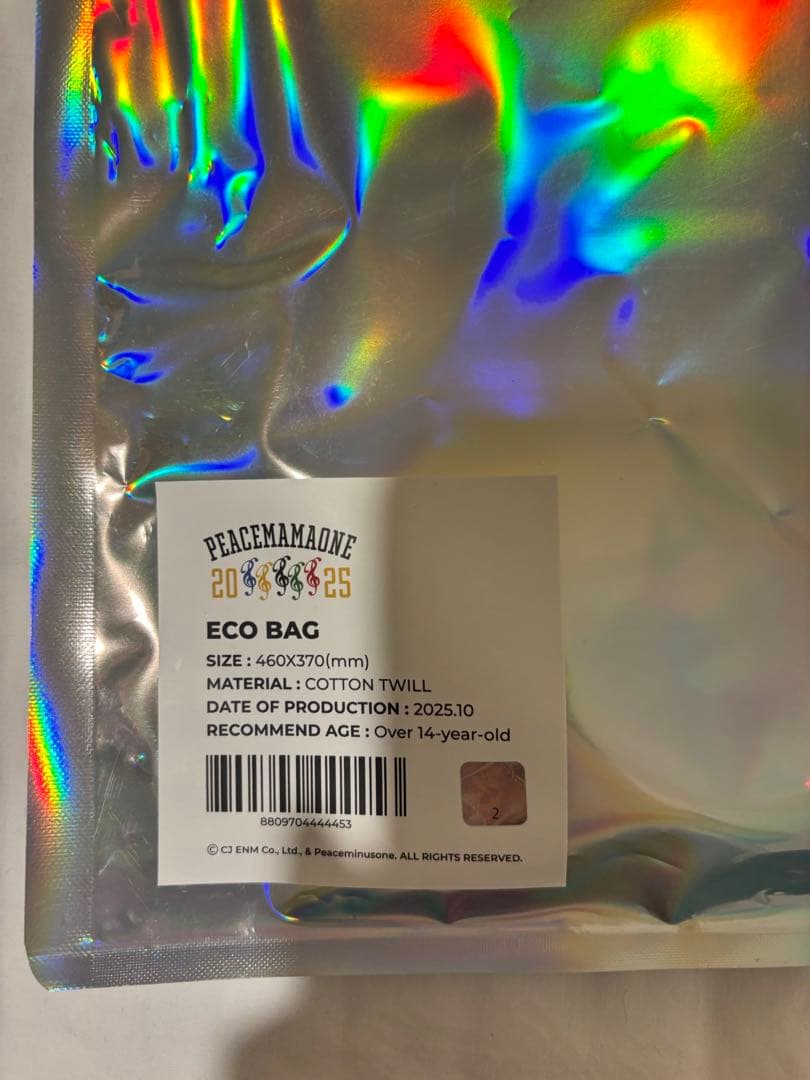 PEACEMAMAONE
2025
ECO BAG
SIZE : 460X370(mm)
MATERIAL : COTTON TWILL
DATE OF PRODUCTION : 2025.10
RECOMMEND AGE : Over 14-year-old
8809704444453
2
© CJ ENM Co., Ltd., & Peaceminusone. ALL RIGHTS RESERVED.